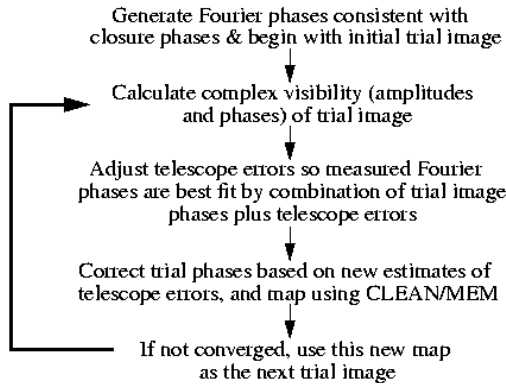 Generate Fourier phases consistent with
closure phases & begin with initial trial image
Calculate complex visibility (amplitudes
and phases) of trial image
Adjust telescope errors so measured Fourier
phases are best fit by combination of trial image
phases plus telescope errors
Correct trial phases based on new estimates of
telescope errors, and map using CLEAN/MEM
If not converged, use this new map
as the next trial image